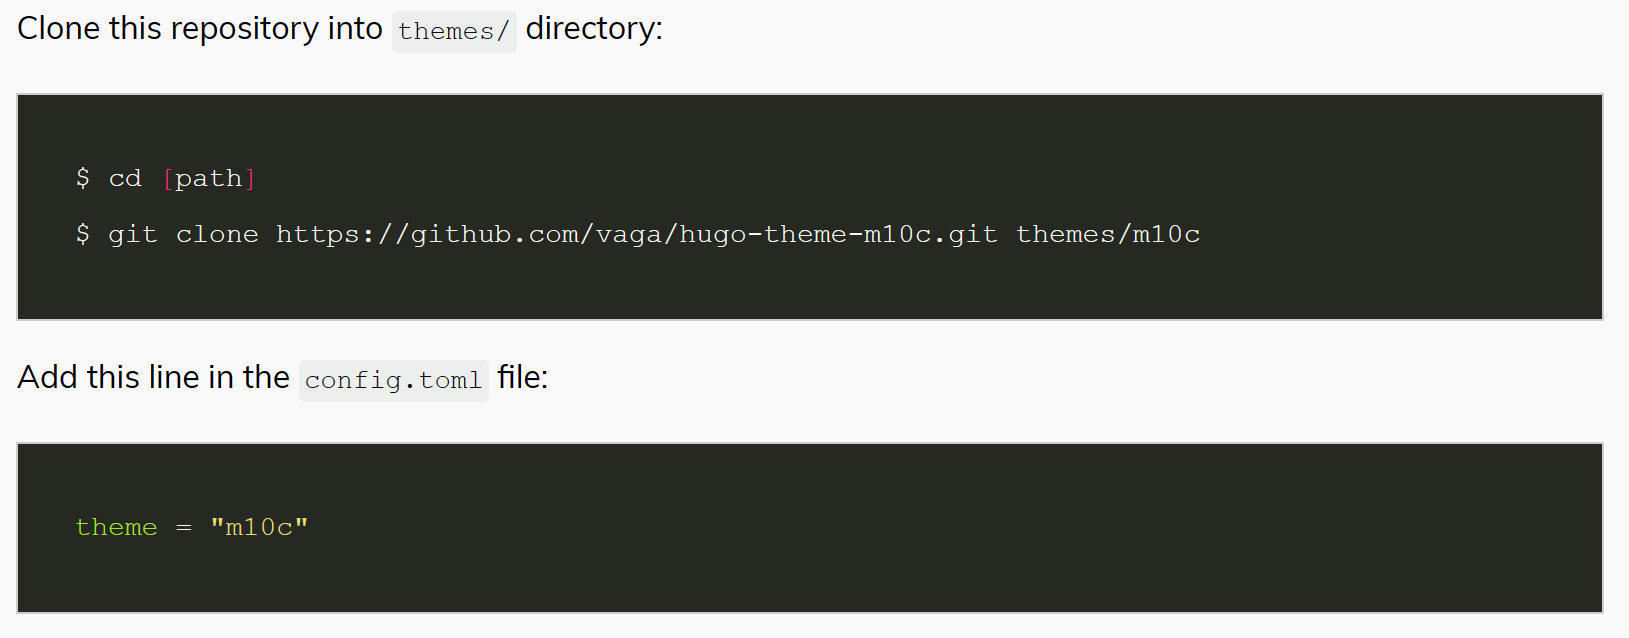 Clone this repository into themes/ directory:
$ cd [path]
$ git clone https://github.com/vaga/hugo-theme-m10c.git themes/m10c
Add this line in the config.toml file:
theme = "m10c"